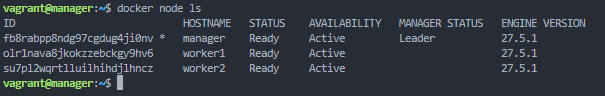 vagrant@manager:~$ docker node ls
ID HOSTNAME STATUS AVAILABILITY MANAGER STATUS ENGINE VERSION
fb8rabpp8ndg97cgdug4ji0nv * manager Ready Active Leader 27.5.1
olr1nava8jkokzzebckgy9hv6 worker1 Ready Active 27.5.1
su7pl2wqrtlluilhihdjlhncz worker2 Ready Active 27.5.1
vagrant@manager:~$